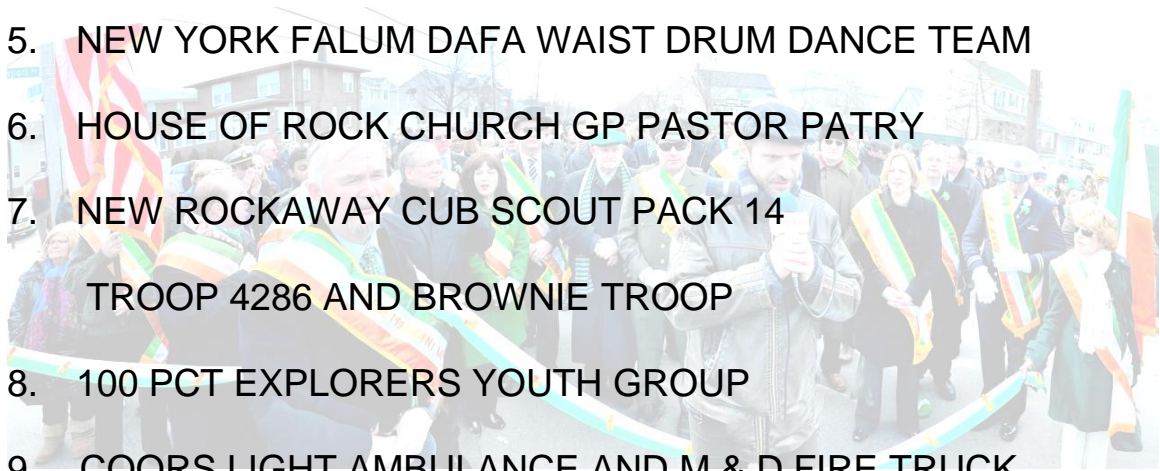 5. NEW YORK FALUM DAFA WAIST DRUM DANCE TEAM
6. HOUSE OF ROCK CHURCH GP PASTOR PATRY
7. NEW ROCKAWAY CUB SCOUT PACK 14
TROOP 4286 AND BROWNIE TROOP
8. 100 PCT EXPLORERS YOUTH GROUP
9. COORS LIGHT AMBULANCE AND M & D FIRE TRUCK